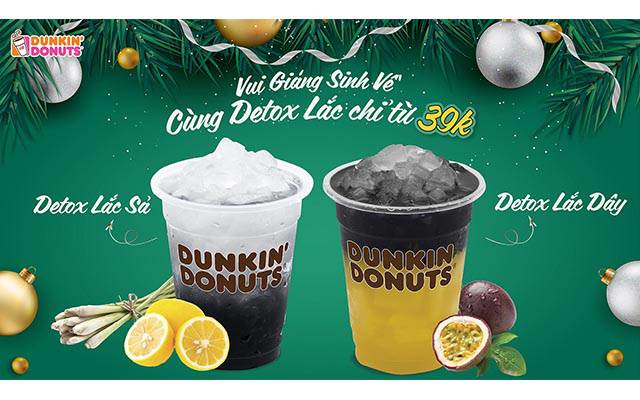 DUNKIN'
DONUTS
Vui Giáng Sinh Về
Cùng Detox Lắc chỉ từ 39k
Detox Lắc Sả
Detox Lắc Dây
DUNKIN'
DONUTS
DUNKIN'
DONUTS